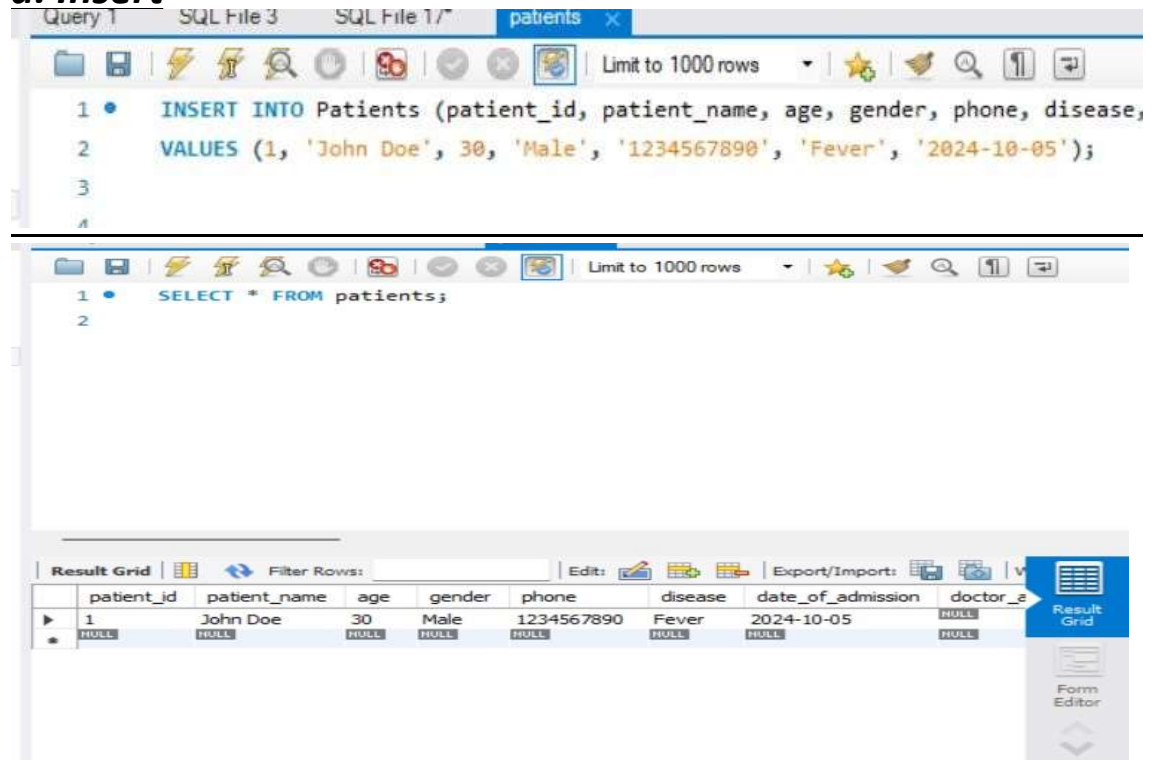 a. Insert
Query 1 SQL File 3 SQL File 17* patients
Limit to 1000 rows
1 INSERT INTO Patients (patient_id, patient_name, age, gender, phone, disease,
2 VALUES (1, 'John Doe', 30, 'Male', '1234567890', 'Fever', '2024-10-05');
3
4
Limit to 1000 rows
1 SELECT * FROM patients;
2
Result Grid Filter Rows: Edit: Export/Import:
patient_id patient_name age gender phone disease date_of_admission doctor_a
1 John Doe 30 Male 1234567890 Fever 2024-10-05 NULL
NULL NULL NULL NULL NULL NULL NULL NULL
Result
Grid
Form
Editor